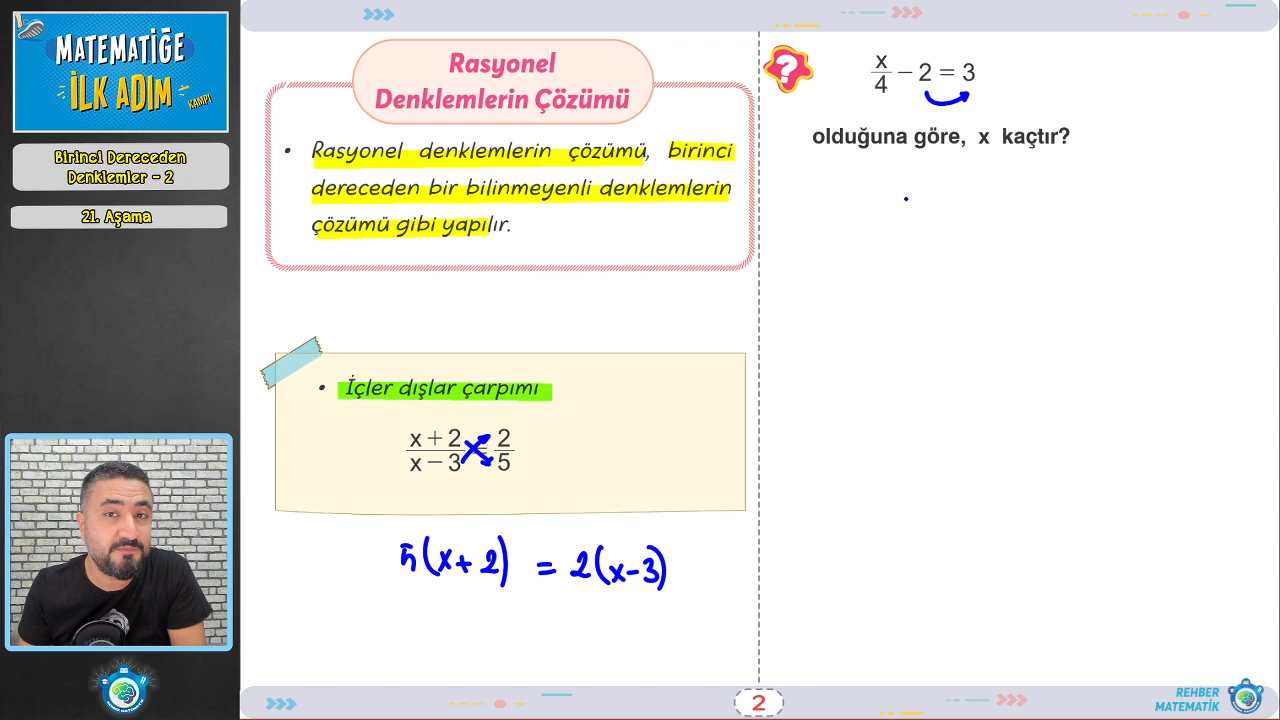 MATEMATİĞE
İLK ADIM
KAMPI
Birinci Dereceden
Denklemler - 2
21. Aşama
Rasyonel
Denklemlerin Çözümü
• Rasyonel denklemlerin çözümü, birinci
dereceden bir bilinmeyenli denklemlerin
çözümü gibi yapılır.
• İçler dışlar çarpımı
x + 2 = 2
x − 3 5
5(x+2) = 2(x-3)
?
x/4 − 2 = 3
olduğuna göre, x kaçtır?
2
REHBER
MATEMATİK